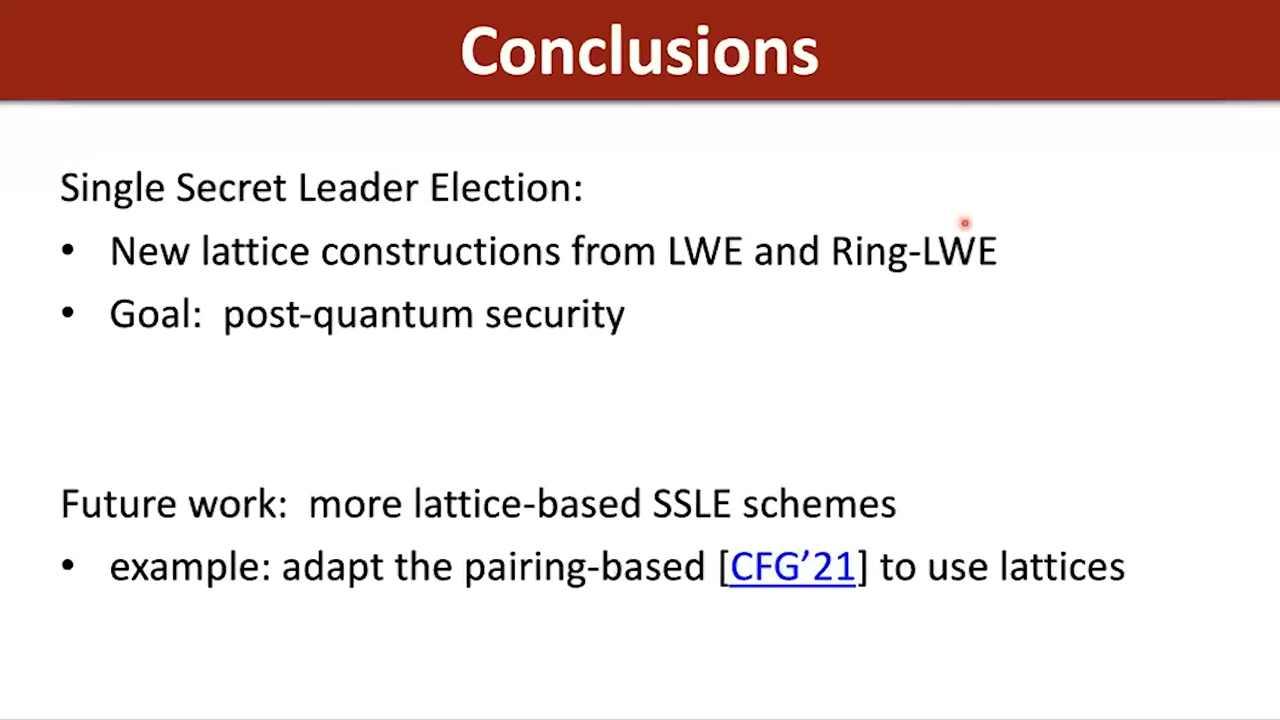 Conclusions
Single Secret Leader Election:
• New lattice constructions from LWE and Ring-LWE
• Goal:  post-quantum security
Future work:  more lattice-based SSLE schemes
• example: adapt the pairing-based [CFG’21] to use lattices